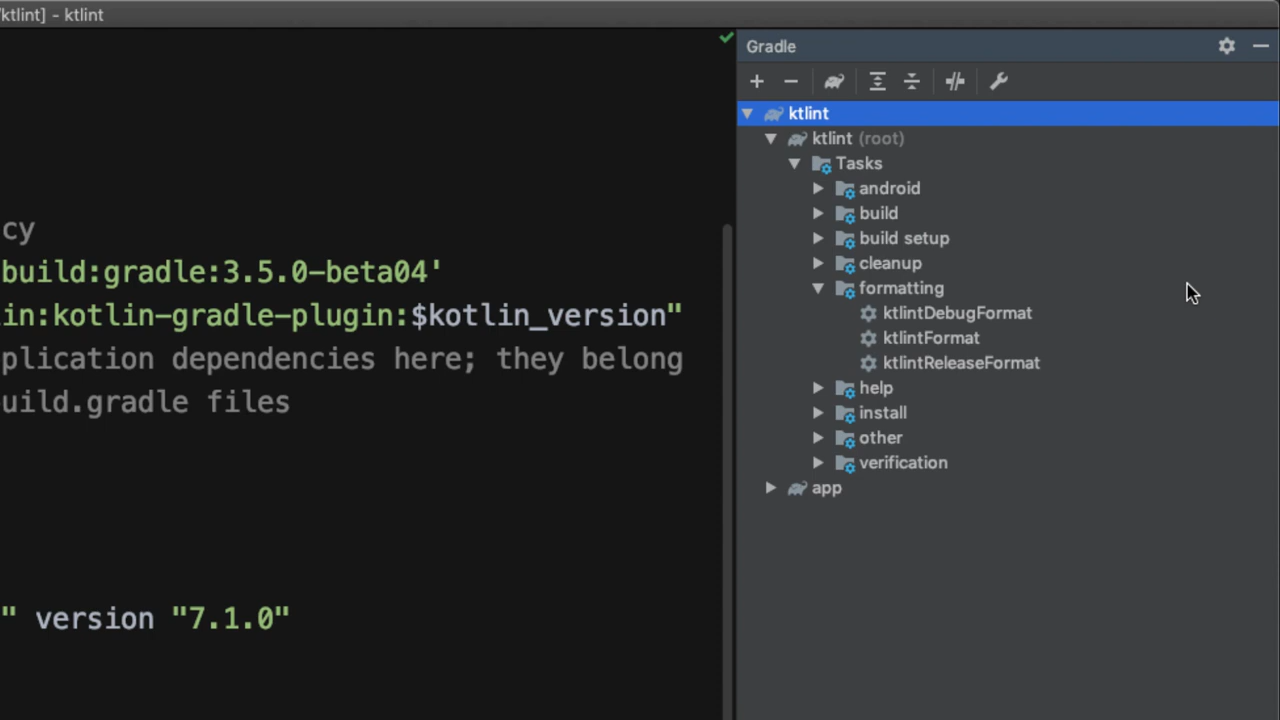 ktlint] - ktlint
cy
build:gradle:3.5.0-beta04'
in:kotlin-gradle-plugin:$kotlin_version"
plication dependencies here; they belong
uild.gradle files
" version "7.1.0"
Gradle
ktlint
ktlint (root)
Tasks
android
build
build setup
cleanup
formatting
ktlintDebugFormat
ktlintFormat
ktlintReleaseFormat
help
install
other
verification
app